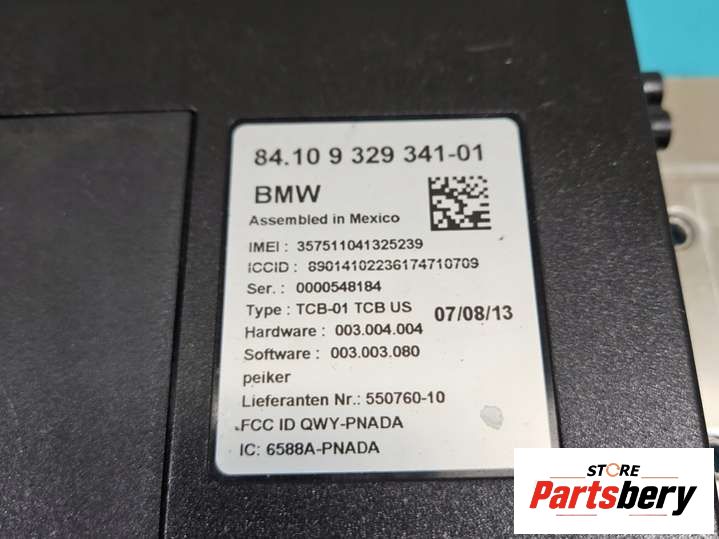 84.10 9 329 341-01
BMW
Assembled in Mexico
IMEI : 357511041325239
ICCID : 89014102236174710709
Ser. : 0000548184
Type : TCB-01 TCB US 07/08/13
Hardware : 003.004.004
Software : 003.003.080
peiker
Lieferanten Nr.: 550760-10
FCC ID QWY-PNADA
IC: 6588A-PNADA
STORE
Partsbery